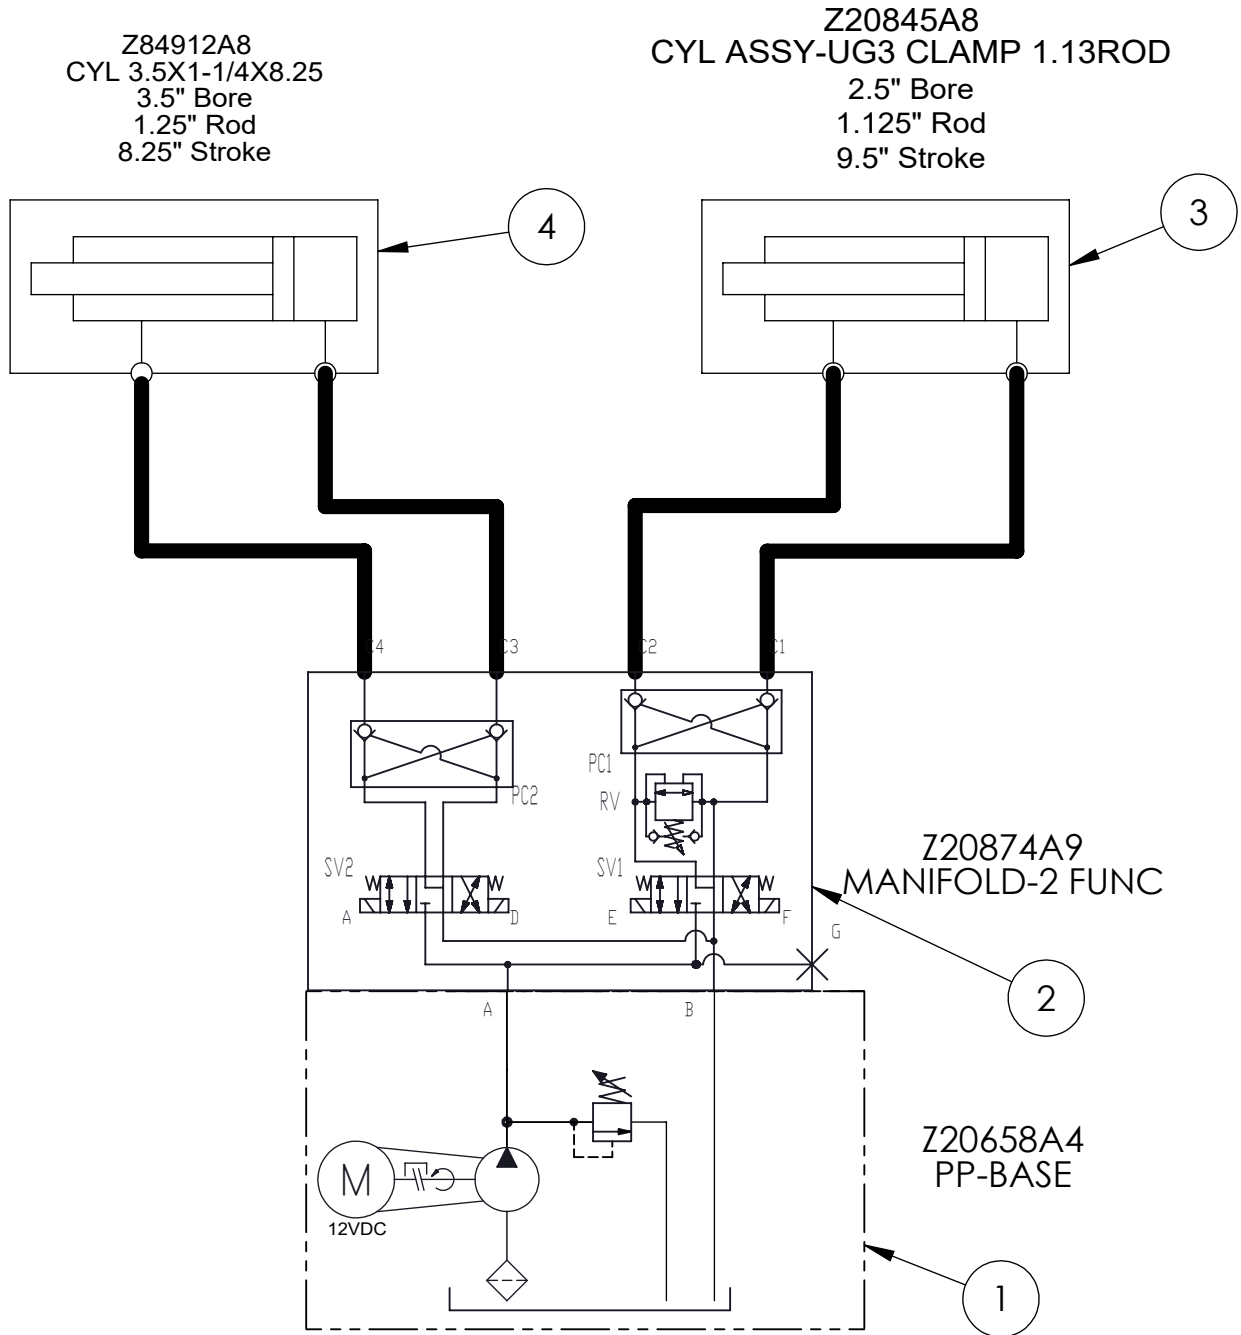 Z84912A8
CYL 3.5X1-1/4X8.25
3.5" Bore
1.25" Rod
8.25" Stroke
Z20845A8
CYL ASSY-UG3 CLAMP 1.13ROD
2.5" Bore
1.125" Rod
9.5" Stroke
4
3
C4
C3
C2
C1
PC1
PC2
RV
SV2
SV1
A
D
E
F
G
Z20874A9
MANIFOLD-2 FUNC
2
A
B
Z20658A4
PP-BASE
M
12VDC
1